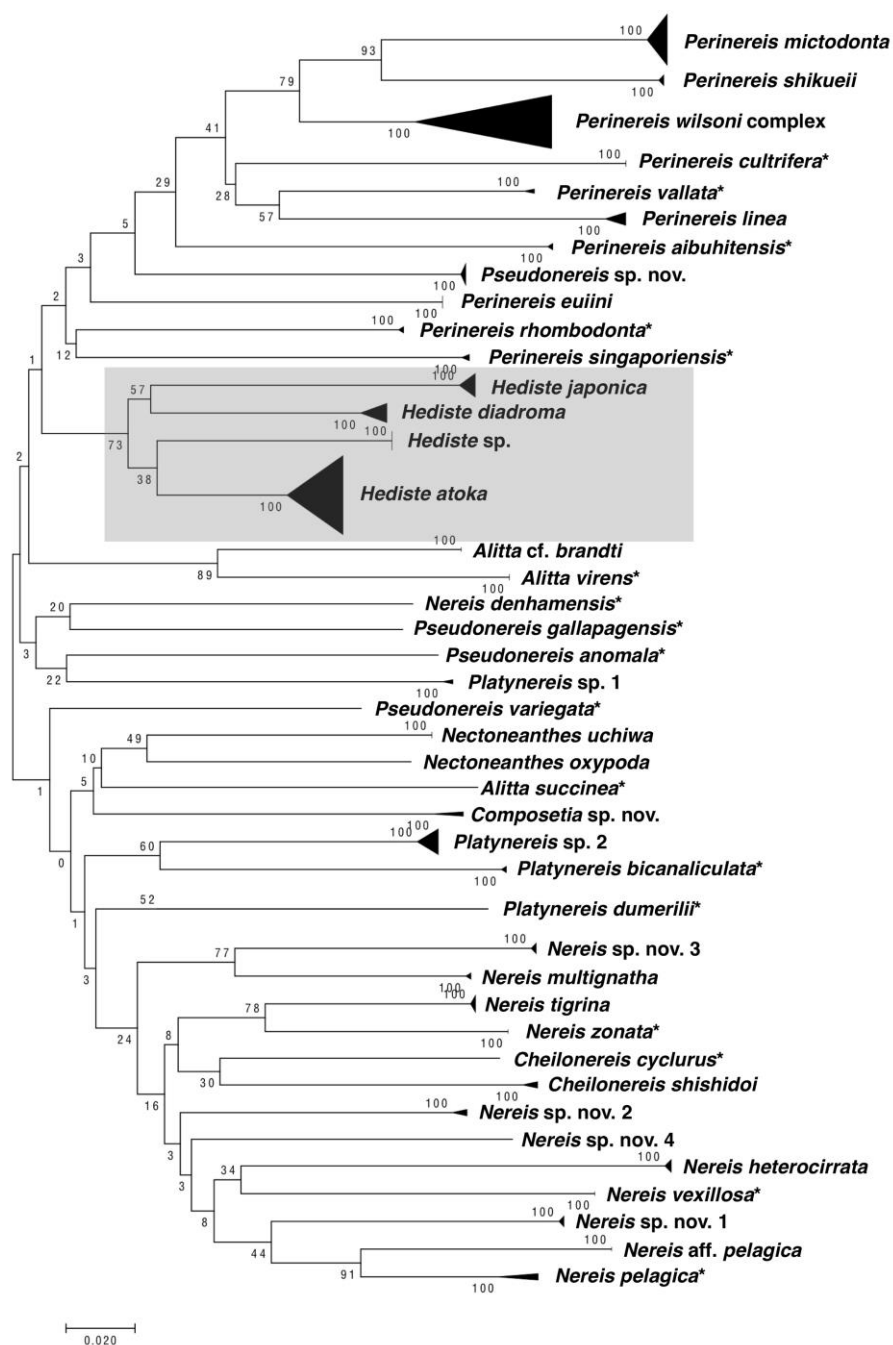 100
93
Perinereis mictodonta
79
Perinereis shikueii
100
41
Perinereis wilsoni complex
100
100
Perinereis cultrifera*
29
28
100
Perinereis vallata*
57
Perinereis linea
100
5
Perinereis aibuhitensis*
100
3
Pseudonereis sp. nov.
100
2
Perinereis euiini
100
100
Perinereis rhombodonta*
1
12
Perinereis singaporiensis*
100
100
57
Hediste japonica
Hediste diadroma
100
100
73
Hediste sp.
2
38
Hediste atoka
100
100
Alitta cf. brandti
89
Alitta virens*
100
20
Nereis denhamensis*
Pseudonereis gallapagensis*
3
Pseudonereis anomala*
22
Platynereis sp. 1
100
Pseudonereis variegata*
100
49
Nectoneanthes uchiwa
10
Nectoneanthes oxypoda
5
Alitta succinea*
1
Composetia sp. nov.
100
100
0
60
Platynereis sp. 2
Platynereis bicanaliculata*
100
1
52
Platynereis dumerilii*
100
77
Nereis sp. nov. 3
3
Nereis multignatha
100
100
78
Nereis tigrina
24
8
Nereis zonata*
100
Cheilonereis cyclurus*
30
Cheilonereis shishidoi
100
16
100
Nereis sp. nov. 2
3
Nereis sp. nov. 4
100
34
Nereis heterocirrata
3
Nereis vexillosa*
100
8
100
Nereis sp. nov. 1
44
100
Nereis aff. pelagica
91
Nereis pelagica*
100
0.020